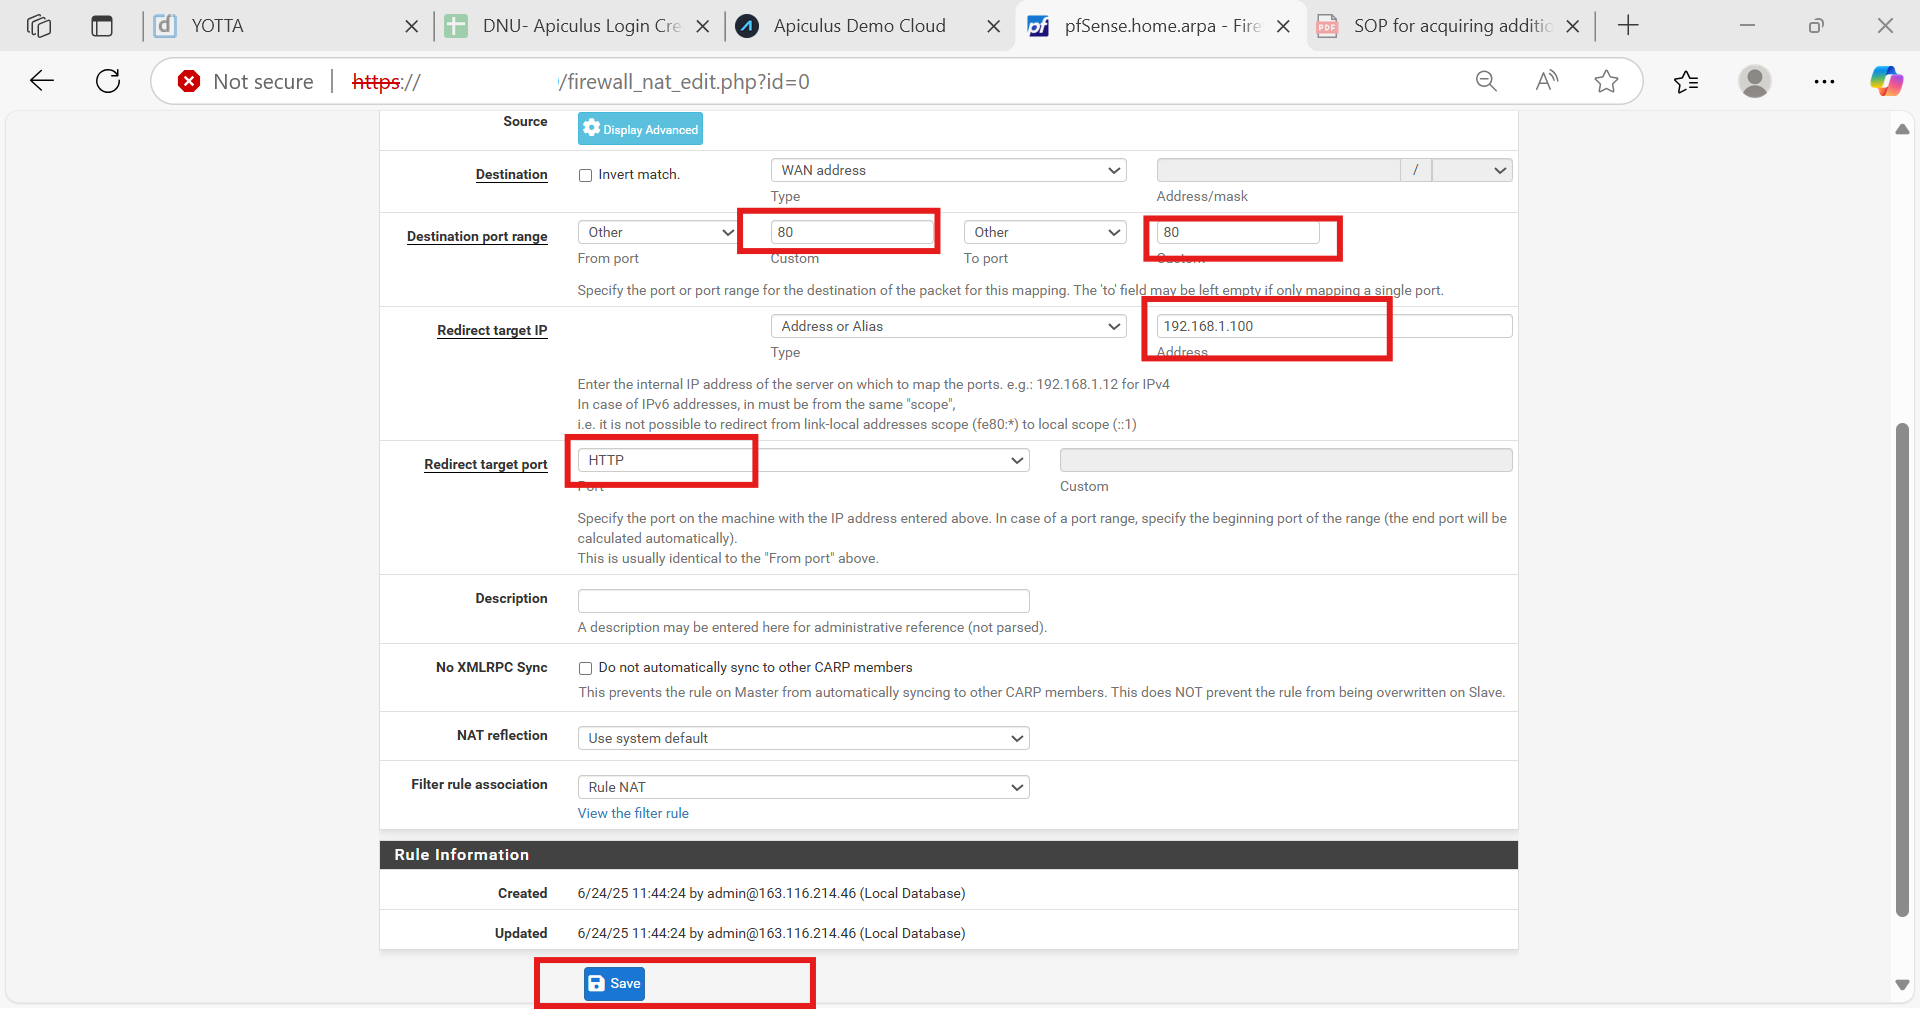 YOTTA
DNU- Apiculus Login Cre
Apiculus Demo Cloud
pfSense.home.arpa - Fire
SOP for acquiring additic
Not secure
https://
/firewall_nat_edit.php?id=0
Source
Display Advanced
Destination
Invert match.
WAN address
/
Type
Address/mask
Destination port range
Other
80
Other
80
From port
Custom
To port
Custom
Specify the port or port range for the destination of the packet for this mapping. The 'to' field may be left empty if only mapping a single port.
Redirect target IP
Address or Alias
192.168.1.100
Type
Address
Enter the internal IP address of the server on which to map the ports. e.g.: 192.168.1.12 for IPv4
In case of IPv6 addresses, in must be from the same "scope",
i.e. it is not possible to redirect from link-local addresses scope (fe80:*) to local scope (::1)
Redirect target port
HTTP
Port
Custom
Specify the port on the machine with the IP address entered above. In case of a port range, specify the beginning port of the range (the end port will be
calculated automatically).
This is usually identical to the "From port" above.
Description
A description may be entered here for administrative reference (not parsed).
No XMLRPC Sync
Do not automatically sync to other CARP members
This prevents the rule on Master from automatically syncing to other CARP members. This does NOT prevent the rule from being overwritten on Slave.
NAT reflection
Use system default
Filter rule association
Rule NAT
View the filter rule
Rule Information
Created
6/24/25 11:44:24 by admin@163.116.214.46 (Local Database)
Updated
6/24/25 11:44:24 by admin@163.116.214.46 (Local Database)
Save